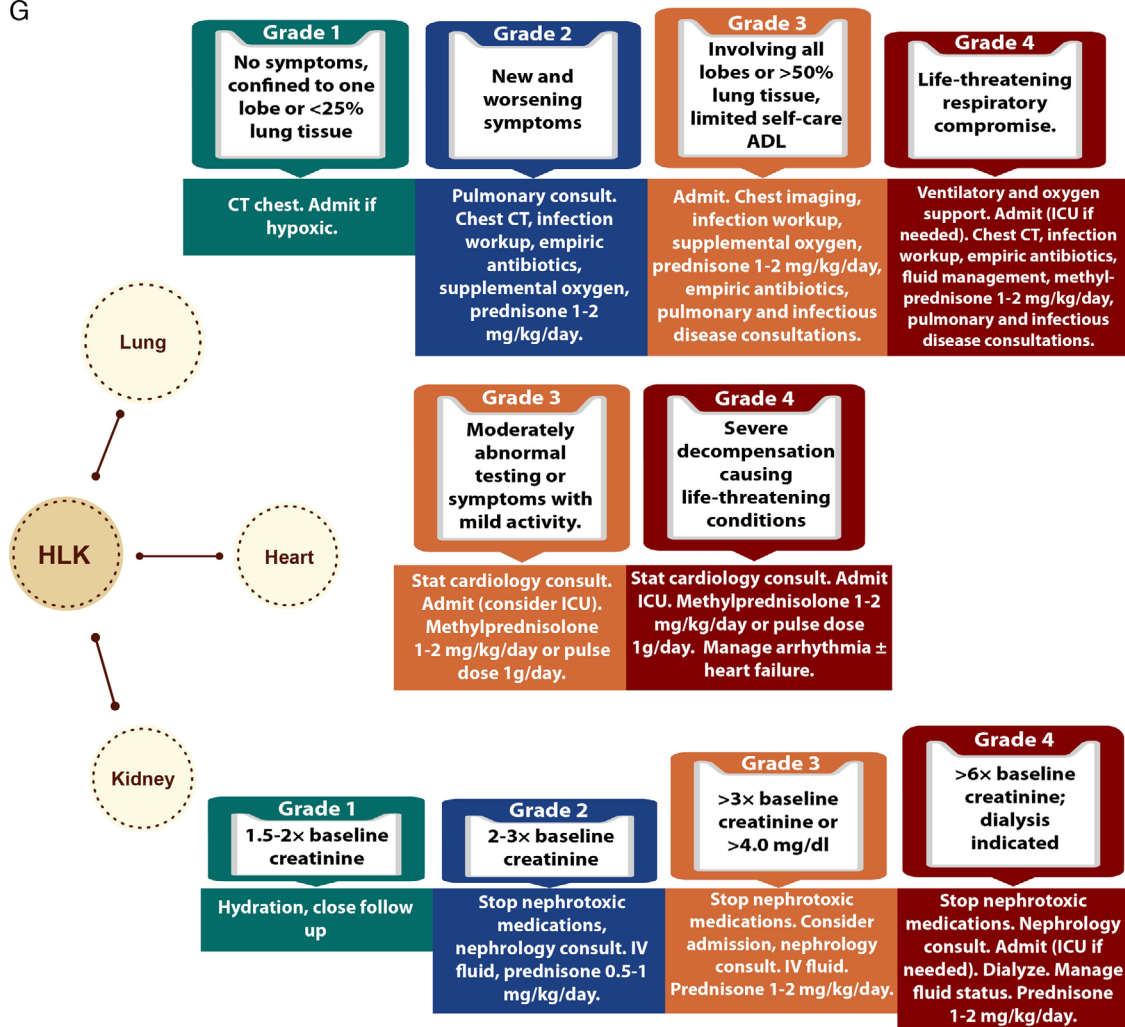 G
Grade 1
No symptoms,
confined to one
lobe or <25%
lung tissue
CT chest. Admit if
hypoxic.
Grade 2
New and
worsening
symptoms
Pulmonary consult.
Chest CT, infection
workup, empiric
antibiotics,
supplemental oxygen,
prednisone 1-2
mg/kg/day.
Grade 3
Involving all
lobes or >50%
lung tissue,
limited self-care
ADL
Admit. Chest imaging,
infection workup,
supplemental oxygen,
prednisone 1-2 mg/kg/day,
empiric antibiotics,
pulmonary and infectious
disease consultations.
Grade 4
Life-threatening
respiratory
compromise.
Ventilatory and oxygen
support. Admit (ICU if
needed). Chest CT, infection
workup, empiric antibiotics,
fluid management, methyl-
prednisone 1-2 mg/kg/day,
pulmonary and infectious
disease consultations.
Lung
HLK
Heart
Kidney
Grade 3
Moderately
abnormal
testing or
symptoms with
mild activity.
Stat cardiology consult.
Admit (consider ICU).
Methylprednisolone
1-2 mg/kg/day or pulse
dose 1g/day.
Grade 4
Severe
decompensation
causing
life-threatening
conditions
Stat cardiology consult. Admit
ICU. Methylprednisolone 1-2
mg/kg/day or pulse dose
1g/day. Manage arrhythmia ±
heart failure.
Grade 1
1.5-2× baseline
creatinine
Hydration, close follow
up
Grade 2
2-3× baseline
creatinine
Stop nephrotoxic
medications,
nephrology consult. IV
fluid, prednisone 0.5-1
mg/kg/day.
Grade 3
>3× baseline
creatinine or
>4.0 mg/dl
Stop nephrotoxic
medications. Consider
admission, nephrology
consult. IV fluid.
Prednisone 1-2 mg/kg/day.
Grade 4
>6× baseline
creatinine;
dialysis
indicated
Stop nephrotoxic
medications. Nephrology
consult. Admit (ICU if
needed). Dialyze. Manage
fluid status. Prednisone
1-2 mg/kg/day.